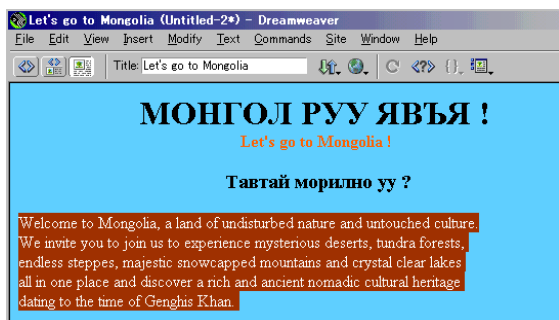 Let's go to Mongolia (Untitled-2*) - Dreamweaver
File Edit View Insert Modify Text Commands Site Window Help
Title: Let's go to Mongolia
МОНГОЛ РУУ ЯВЪЯ !
Let's go to Mongolia !
Тавтай морилно уу ?
Welcome to Mongolia, a land of undisturbed nature and untouched culture.
We invite you to join us to experience mysterious deserts, tundra forests,
endless steppes, majestic snowcapped mountains and crystal clear lakes
all in one place and discover a rich and ancient nomadic cultural heritage
dating to the time of Genghis Khan.